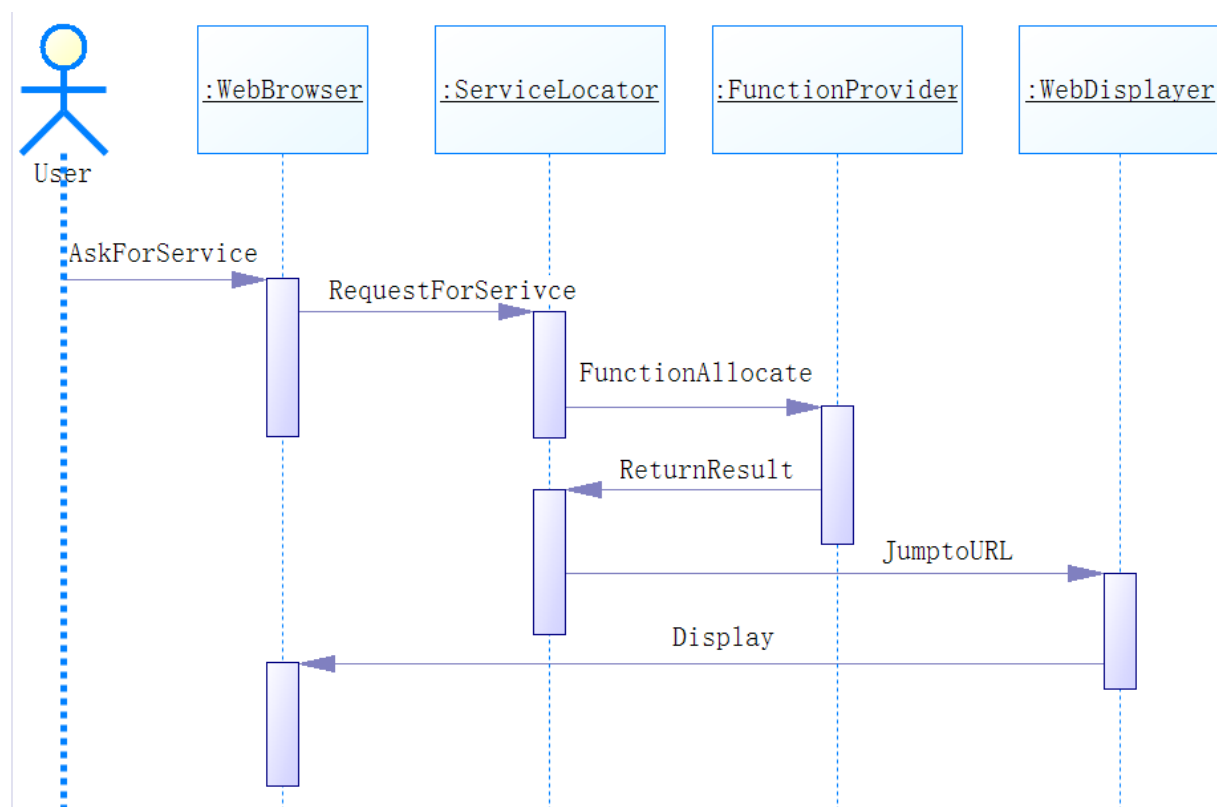 :WebBrowser
:ServiceLocator
:FunctionProvider
:WebDisplayer
User
AskForService
RequestForSerivce
FunctionAllocate
ReturnResult
JumptoURL
Display